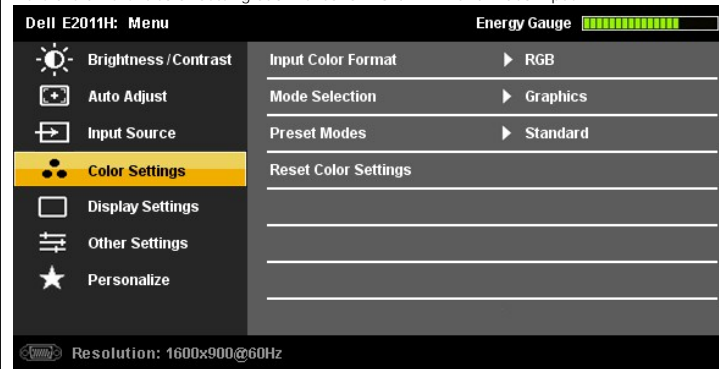 Dell E2011H: Menu Energy Gauge
Brightness / Contrast Input Color Format RGB
Auto Adjust Mode Selection Graphics
Input Source Preset Modes Standard
Color Settings Reset Color Settings
Display Settings
Other Settings
Personalize
Resolution: 1600x900@60Hz